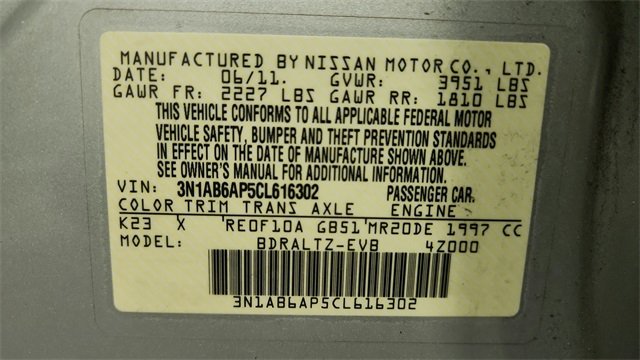 MANUFACTURED BY NISSAN MOTOR CO., LTD.
DATE: 06/11. GVWR: 3951 LBS
GAWR FR: 2227 LBS GAWR RR: 1810 LBS
THIS VEHICLE CONFORMS TO ALL APPLICABLE FEDERAL MOTOR
VEHICLE SAFETY, BUMPER AND THEFT PREVENTION STANDARDS
IN EFFECT ON THE DATE OF MANUFACTURE SHOWN ABOVE.
SEE OWNER'S MANUAL FOR ADDITIONAL INFORMATION.
VIN: 3N1AB6AP5CL616302 PASSENGER CAR.
COLOR TRIM TRANS AXLE ENGINE
K23 X RE0F10A GB51 MR20DE 1997 CC
MODEL: BDRALTZ-EVB 4Z000
3N1AB6AP5CL616302